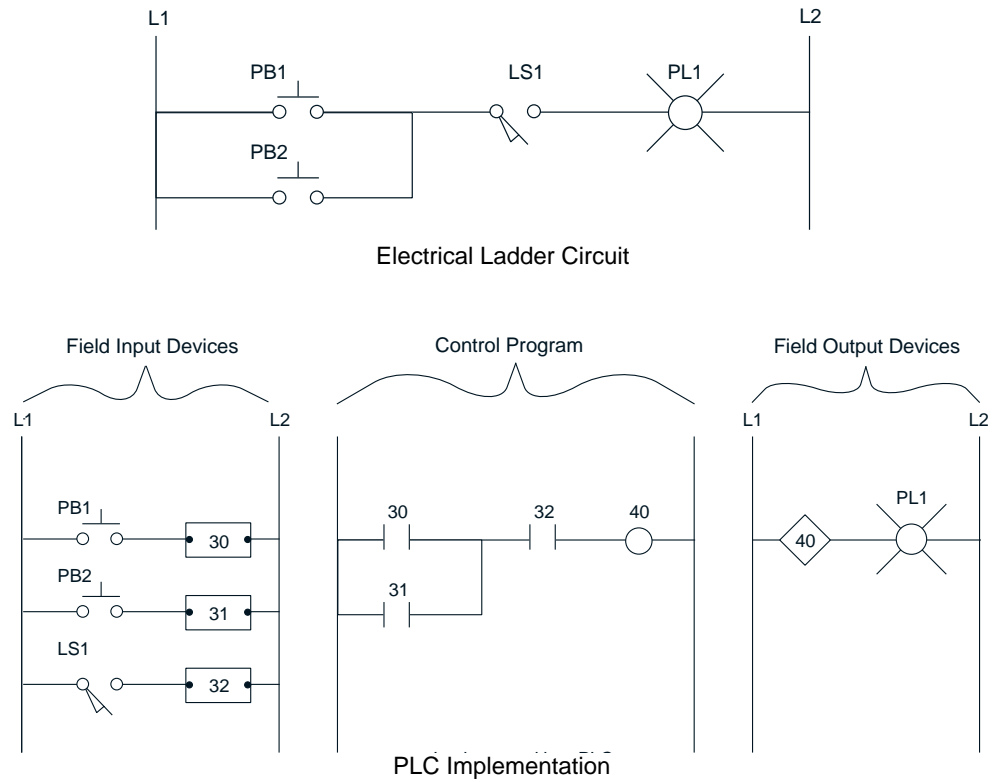 L1
L2
PB1
LS1
PL1
PB2
Electrical Ladder Circuit
Field Input Devices
Control Program
Field Output Devices
L1
L2
L1
L2
PB1
30
PB2
31
LS1
32
30
32
40
31
PL1
40
PLC Implementation